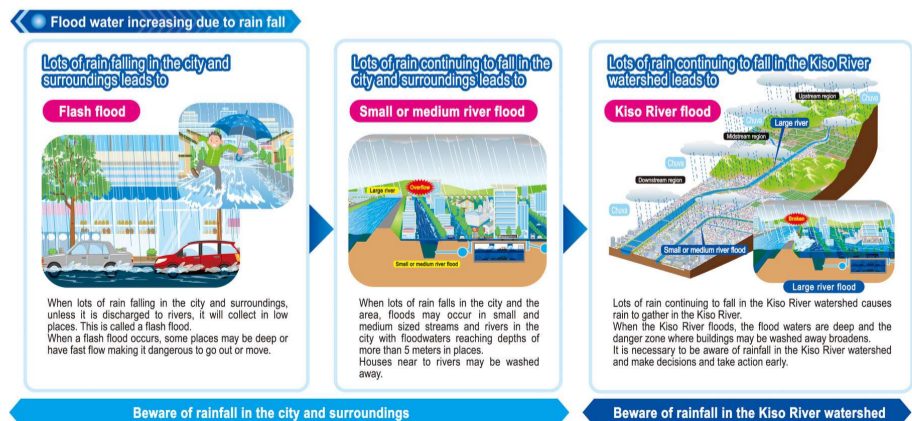 Flood water increasing due to rain fall
Lots of rain falling in the city and
surroundings leads to
Flash flood
When lots of rain falling in the city and surroundings,
unless it is discharged to rivers, it will collect in low
places. This is called a flash flood.
When a flash flood occurs, some places may be deep or
have fast flow making it dangerous to go out or move.
Lots of rain continuing to fall in the
city and surroundings leads to
Small or medium river flood
Large river
Overflow
Small or medium river flood
When lots of rain falls in the city and the
area, floods may occur in small and
medium sized streams and rivers in the
city with floodwaters reaching depths of
more than 5 meters in places.
Houses near to rivers may be washed
away.
Lots of rain continuing to fall in the Kiso River
watershed leads to
Kiso River flood
Upstream region
Chuva
Chuva
Large river
Midstream region
Chuva
Downstream region
Chuva
Broken
Small or medium river flood
Large river flood
Lots of rain continuing to fall in the Kiso River watershed causes
rain to gather in the Kiso River.
When the Kiso River floods, the flood waters are deep and the
danger zone where buildings may be washed away broadens.
It is necessary to be aware of rainfall in the Kiso River watershed
and make decisions and take action early.
Beware of rainfall in the city and surroundings
Beware of rainfall in the Kiso River watershed